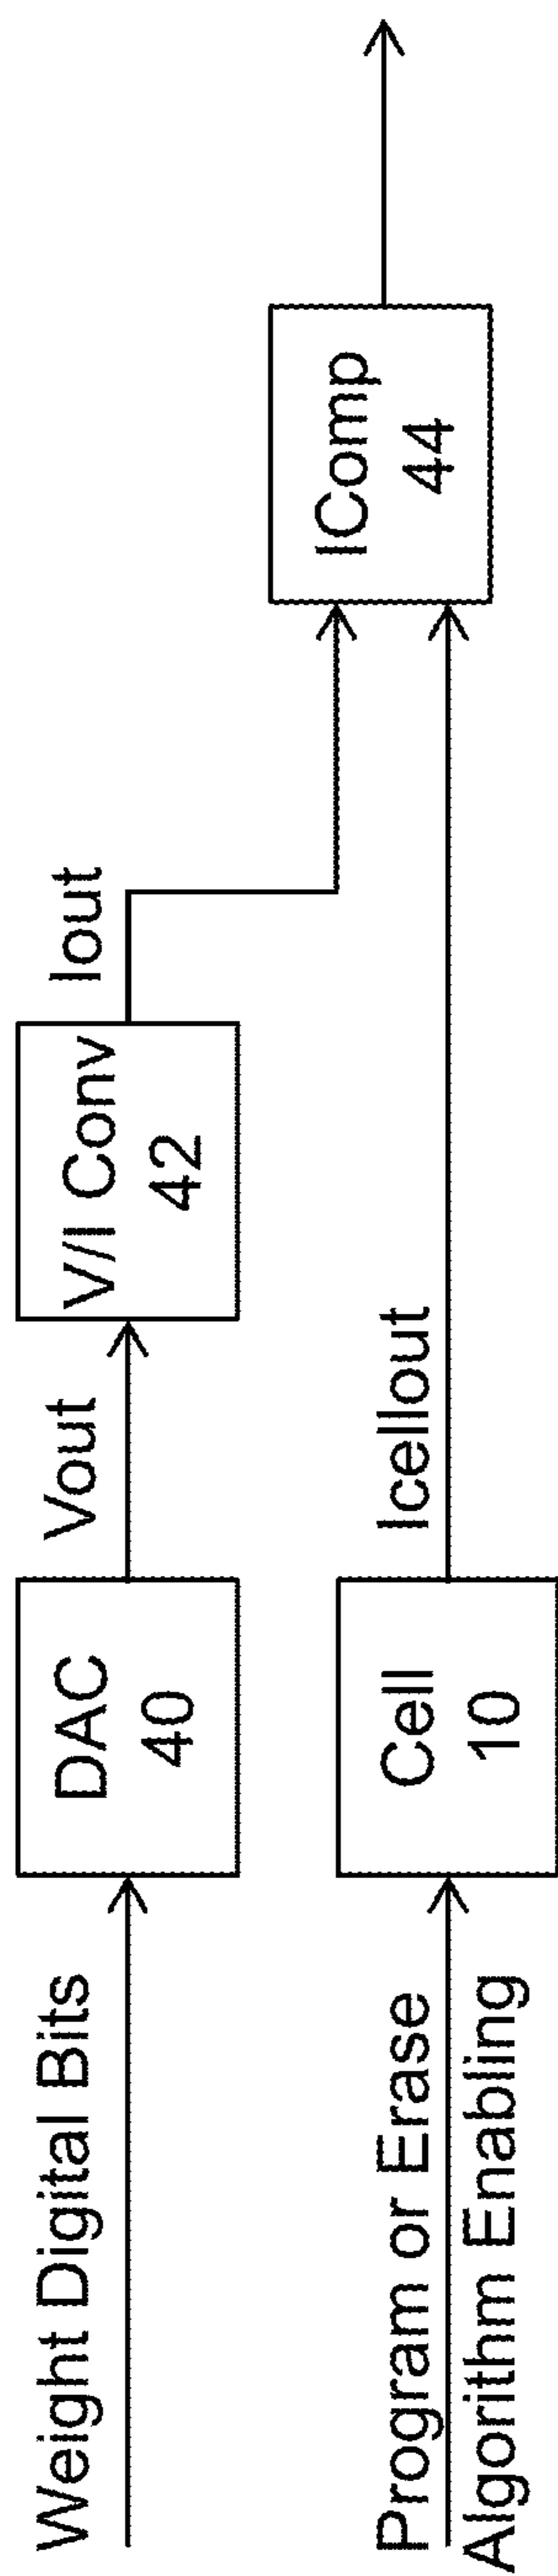 Weight Digital Bits
DAC
40
Vout
V/I Conv
42
Iout
Program or Erase
Algorithm Enabling
Cell
10
Icellout
IComp
44